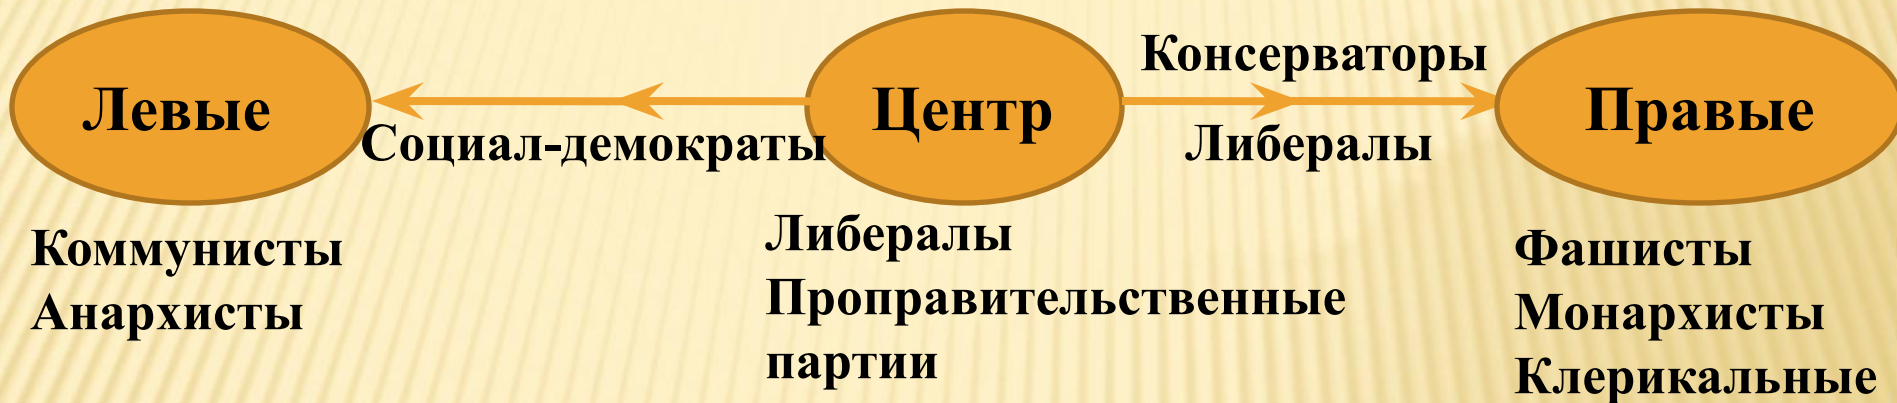 Левые
Социал-демократы
Центр
Консерваторы
Либералы
Правые
Коммунисты
Анархисты
Либералы
Проправительственные
партии
Фашисты
Монархисты
Клерикальные